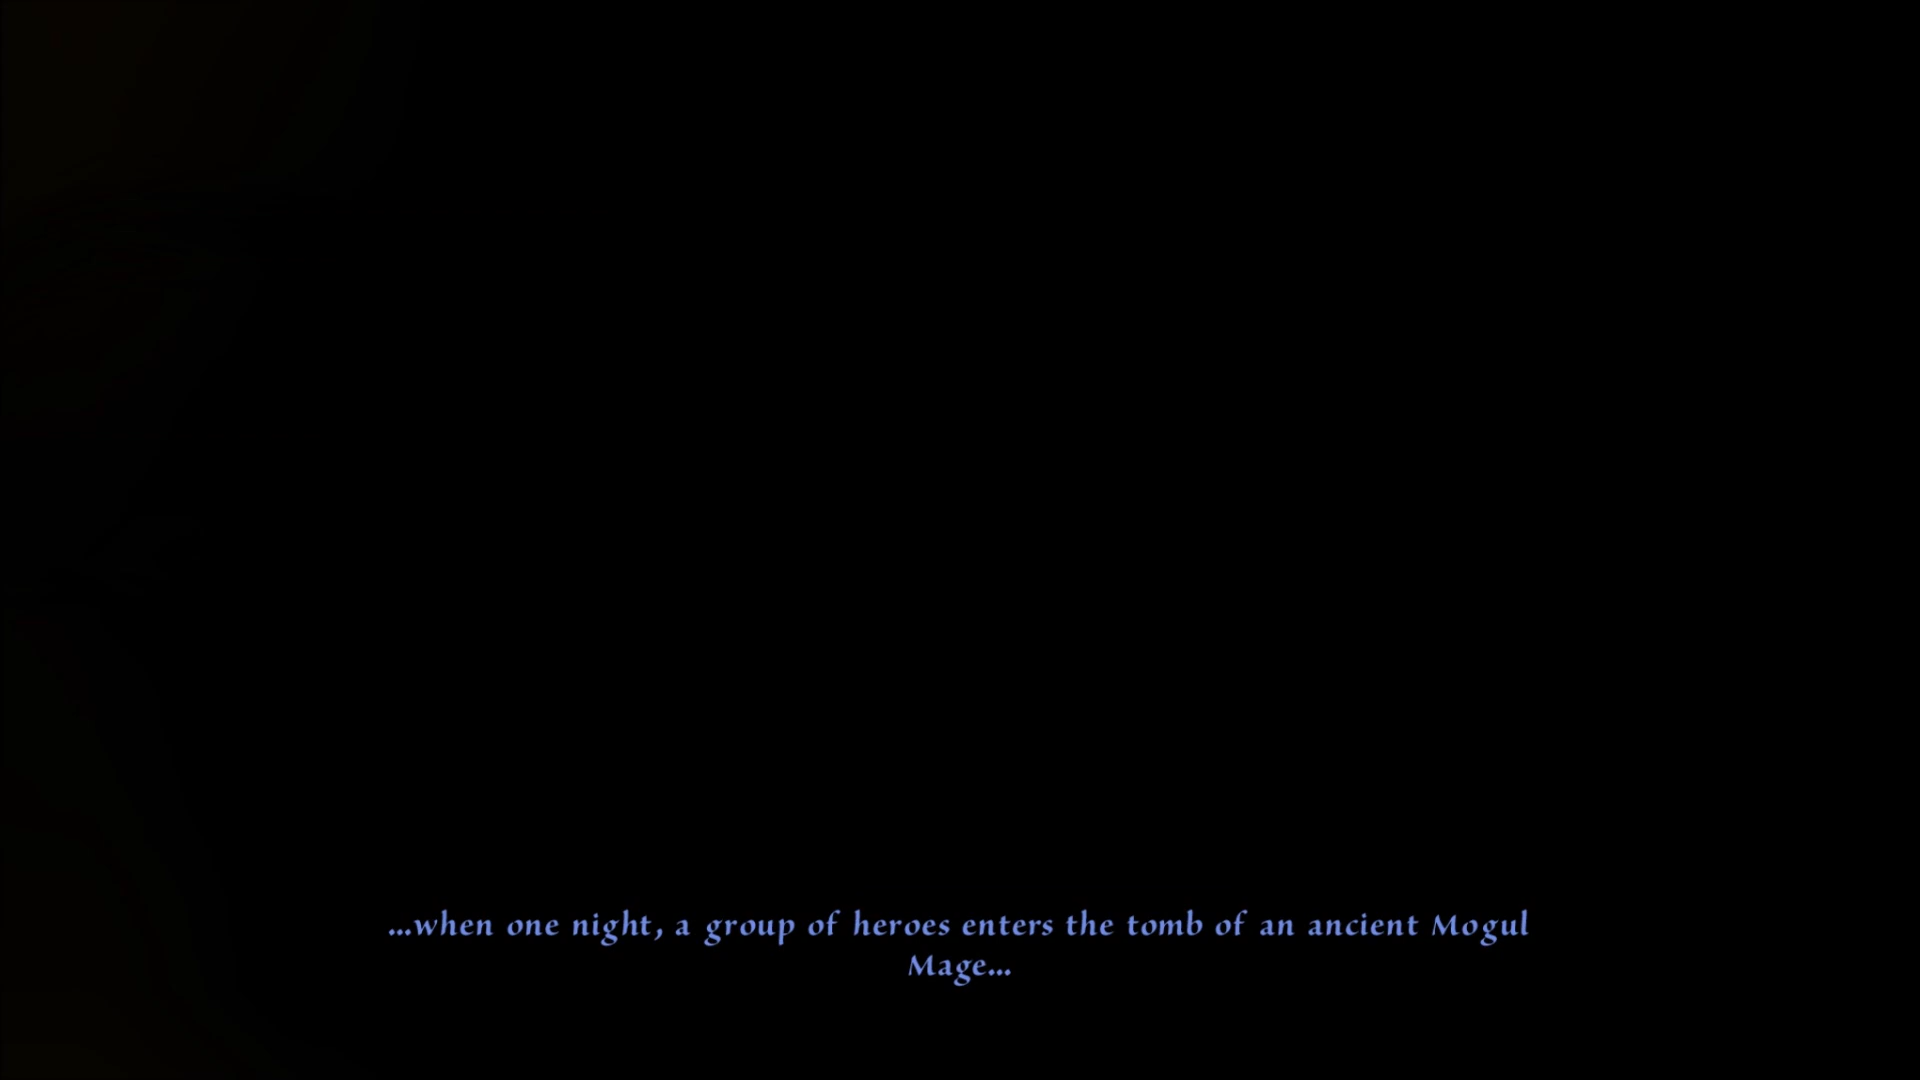 ...when one night, a group of heroes enters the tomb of an ancient Mogul
Mage...